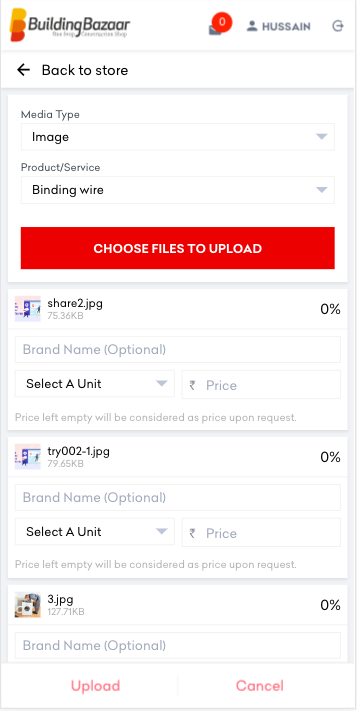 BuildingBazaar
One Stop Construction Shop
0
HUSSAIN
Back to store
Media Type
Image
Product/Service
Binding wire
CHOOSE FILES TO UPLOAD
share2.jpg
75.36KB
0%
Brand Name (Optional)
Select A Unit
₹ Price
Price left empty will be considered as price upon request.
try002-1.jpg
79.65KB
0%
Brand Name (Optional)
Select A Unit
₹ Price
Price left empty will be considered as price upon request.
3.jpg
127.71KB
0%
Brand Name (Optional)
Upload
Cancel